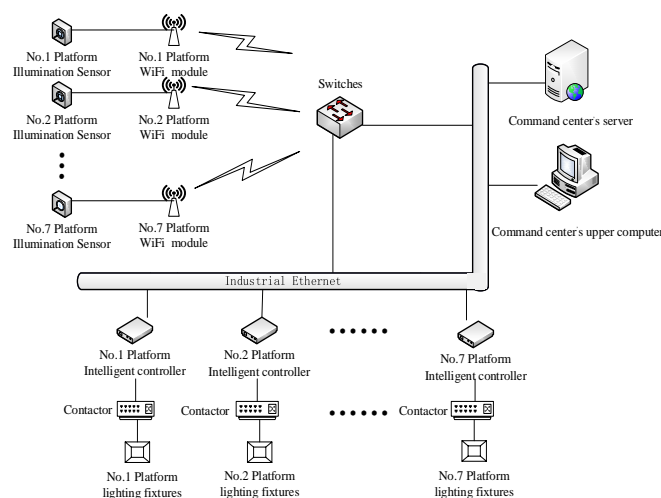 No.1 Platform
Illumination Sensor
No.1 Platform
WiFi module
No.2 Platform
Illumination Sensor
No.2 Platform
WiFi module
No.7 Platform
Illumination Sensor
No.7 Platform
WiFi module
Switches
Command center's server
Command center's upper computer
Industrial Ethernet
No.1 Platform
Intelligent controller
No.2 Platform
Intelligent controller
No.7 Platform
Intelligent controller
Contactor
Contactor
Contactor
No.1 Platform
lighting fixtures
No.2 Platform
lighting fixtures
No.7 Platform
lighting fixtures